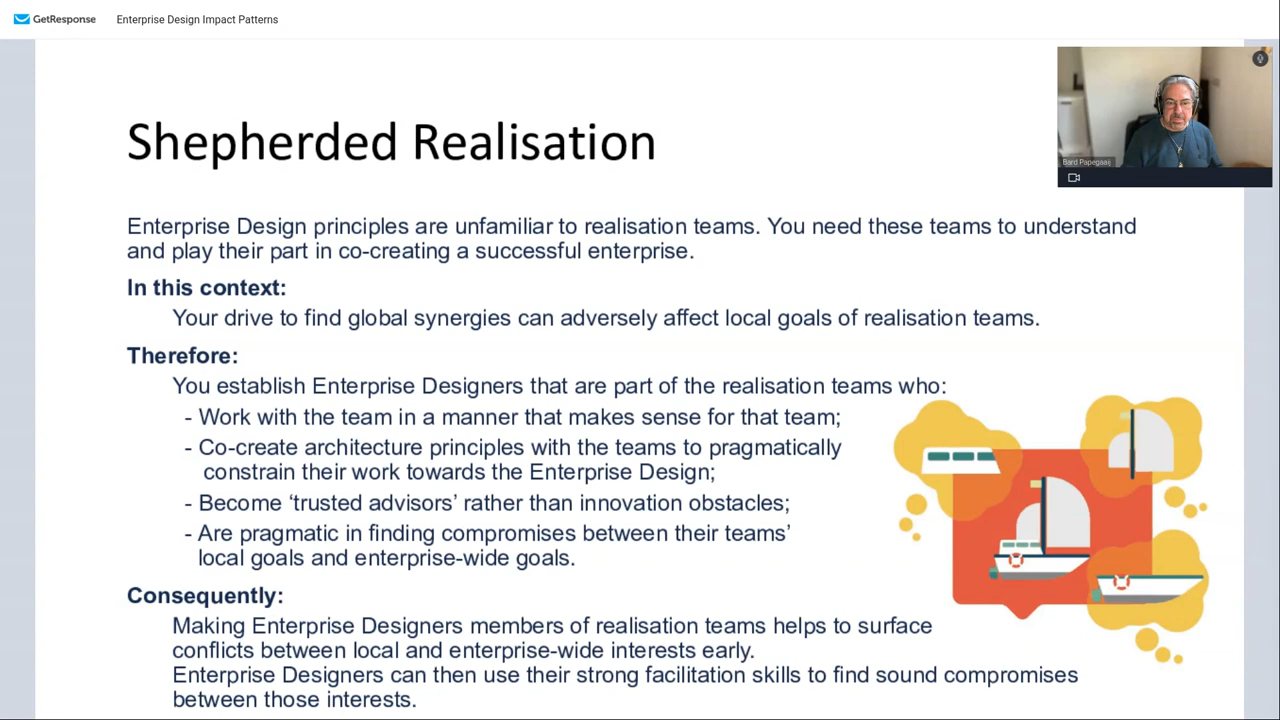 GetResponse
Enterprise Design Impact Patterns
Bard Papegaaij
Shepherded Realisation
Enterprise Design principles are unfamiliar to realisation teams. You need these teams to understand
and play their part in co-creating a successful enterprise.
In this context:
Your drive to find global synergies can adversely affect local goals of realisation teams.
Therefore:
You establish Enterprise Designers that are part of the realisation teams who:
- Work with the team in a manner that makes sense for that team;
- Co-create architecture principles with the teams to pragmatically
constrain their work towards the Enterprise Design;
- Become ‘trusted advisors’ rather than innovation obstacles;
- Are pragmatic in finding compromises between their teams’
local goals and enterprise-wide goals.
Consequently:
Making Enterprise Designers members of realisation teams helps to surface
conflicts between local and enterprise-wide interests early.
Enterprise Designers can then use their strong facilitation skills to find sound compromises
between those interests.